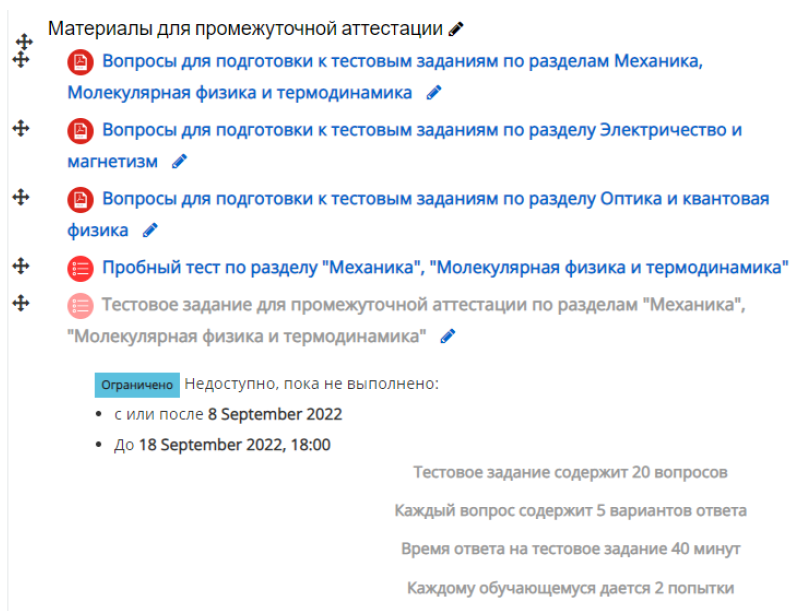 Материалы для промежуточной аттестации
Вопросы для подготовки к тестовым заданиям по разделам Механика,
Молекулярная физика и термодинамика
Вопросы для подготовки к тестовым заданиям по разделу Электричество и
магнетизм
Вопросы для подготовки к тестовым заданиям по разделу Оптика и квантовая
физика
Пробный тест по разделу "Механика", "Молекулярная физика и термодинамика"
Тестовое задание для промежуточной аттестации по разделам "Механика",
"Молекулярная физика и термодинамика"
Ограничено Недоступно, пока не выполнено:
• с или после 8 September 2022
• До 18 September 2022, 18:00
Тестовое задание содержит 20 вопросов
Каждый вопрос содержит 5 вариантов ответа
Время ответа на тестовое задание 40 минут
Каждому обучающемуся дается 2 попытки